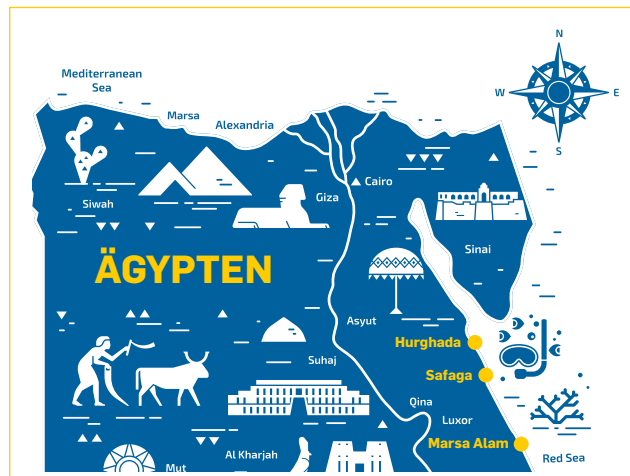 N
Mediterranean
Sea
W
E
Marsa
Alexandria
S
Cairo
Giza
Siwah
Sinai
ÄGYPTEN
Asyut
Hurghada
Suhaj
Safaga
Qina
Luxor
Marsa Alam
Al Kharjah
Red Sea
Mut